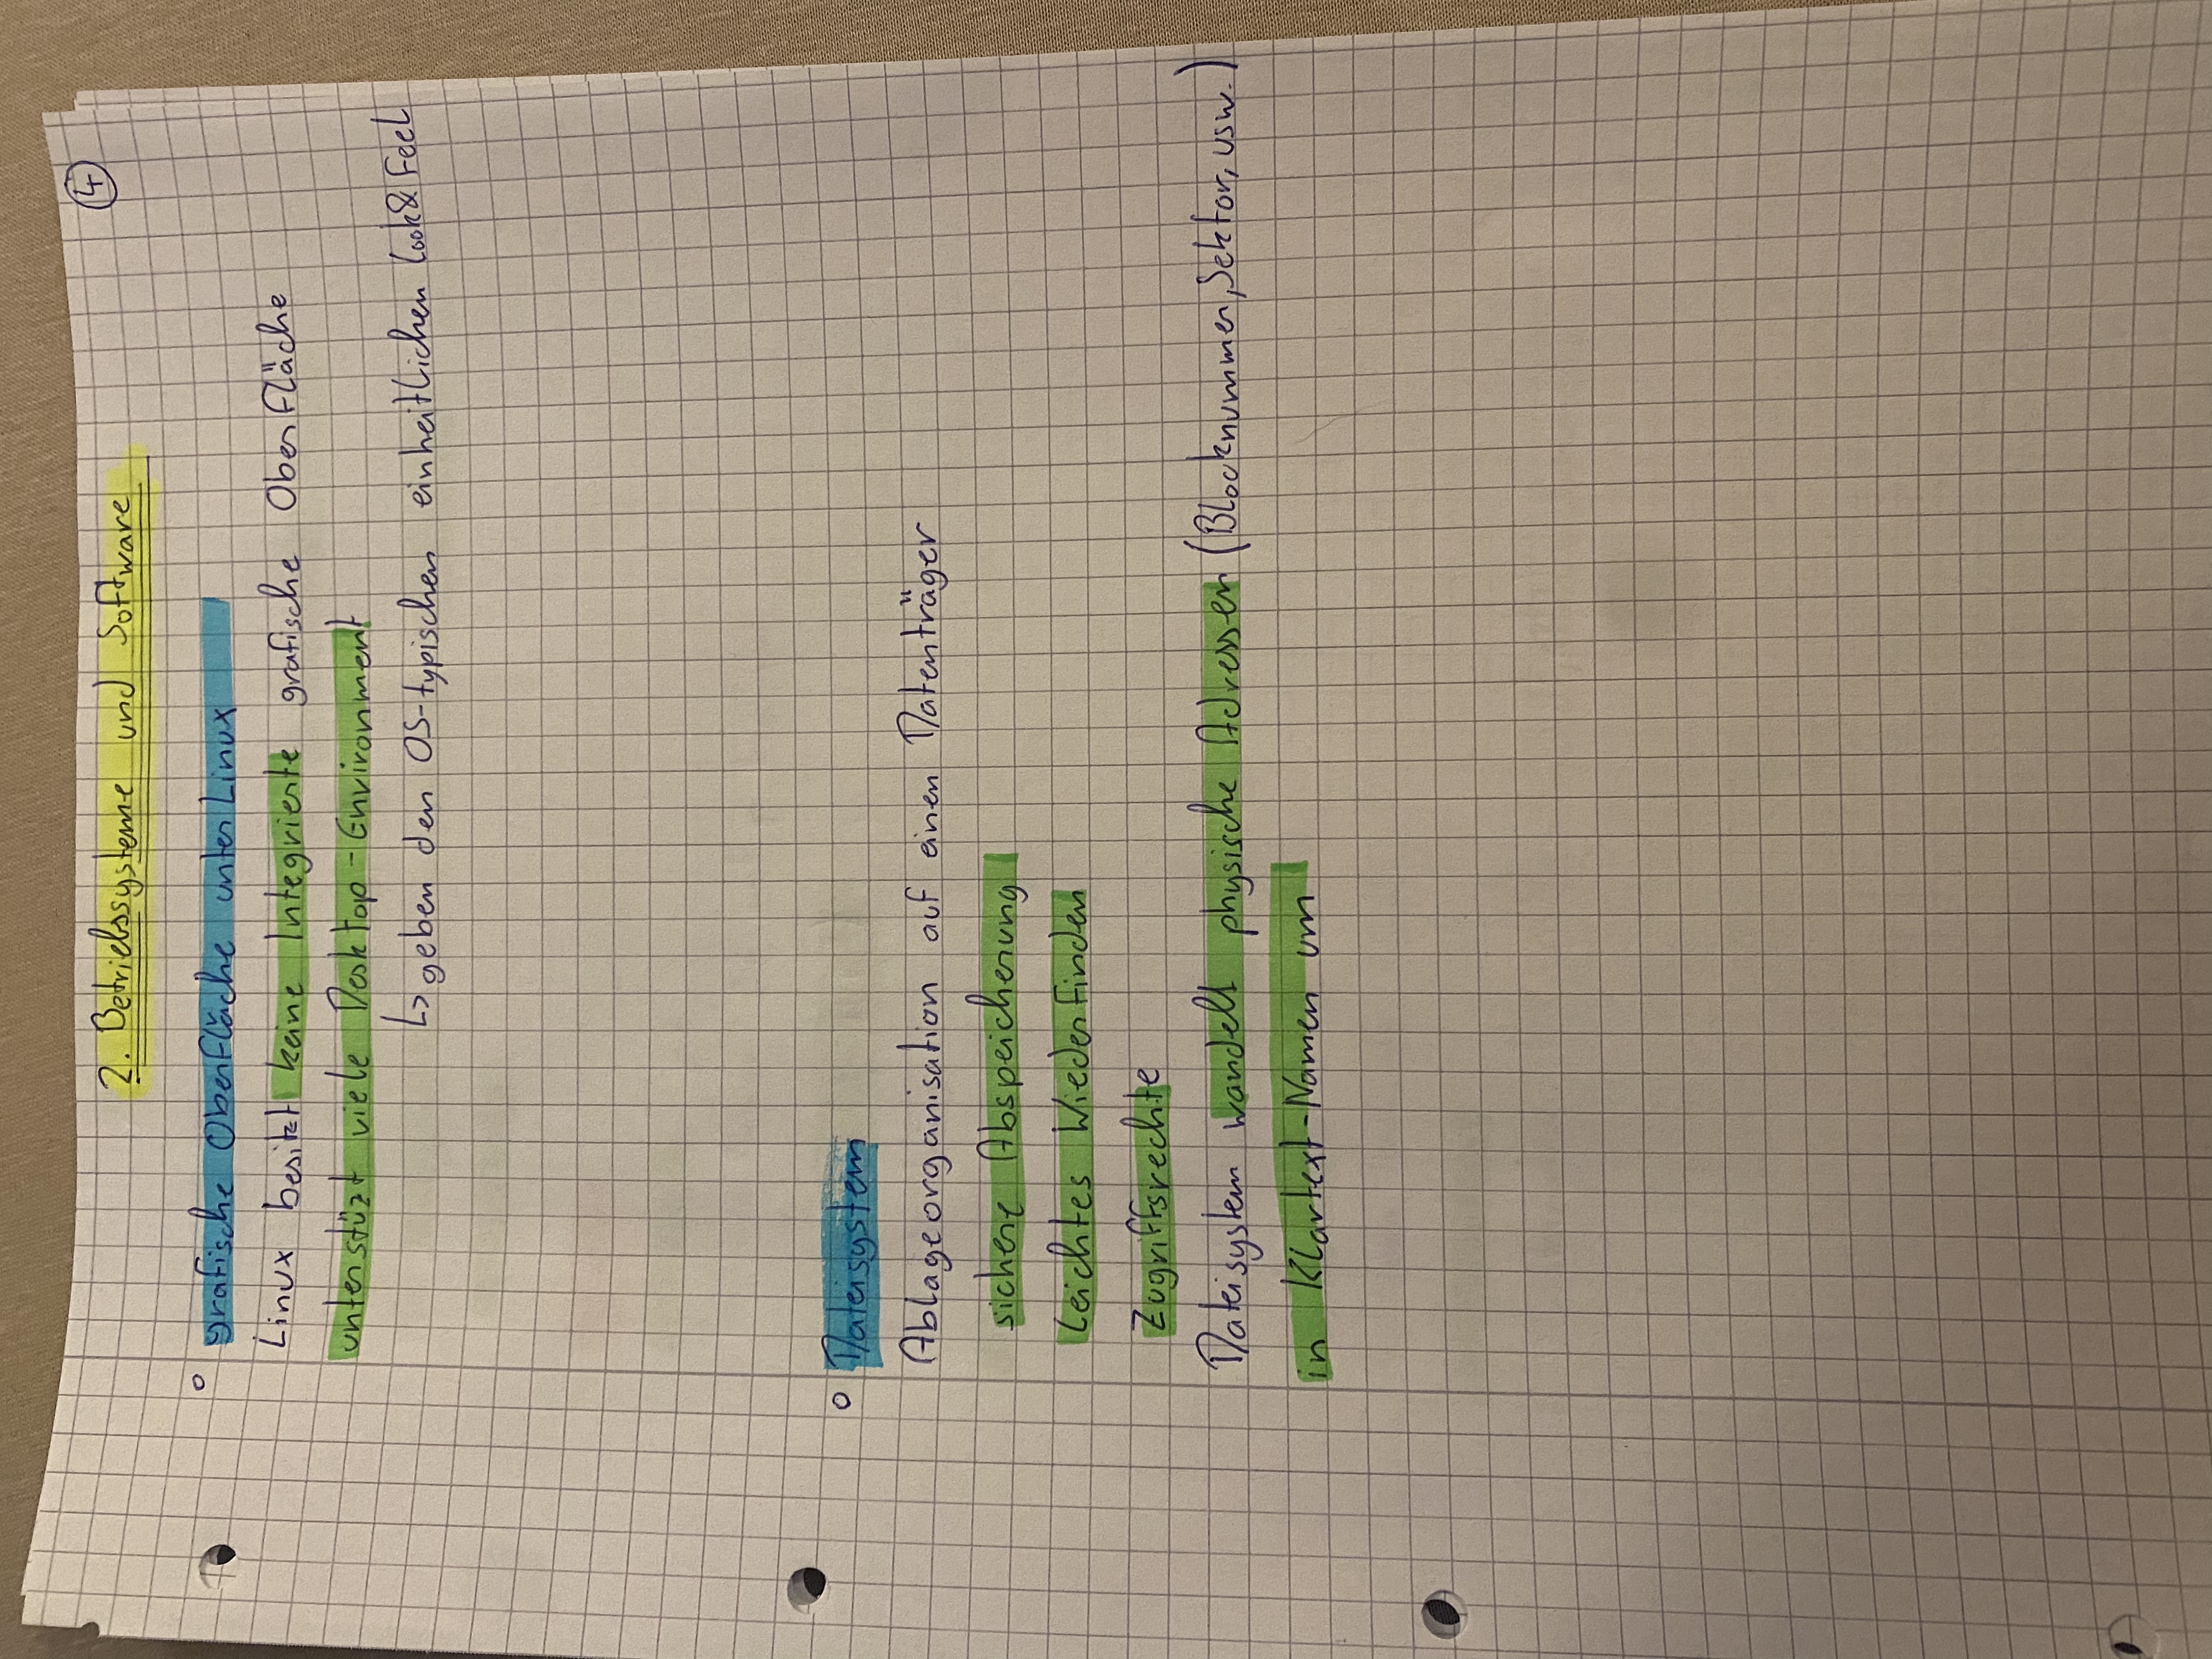 4
2. Betriebssysteme und Software
° grafische Oberfläche unter Linux
Linux besitzt keine Integrierte grafische Oberfläche
unterstüzt viele Desktop-Environment
↳ geben den OS-typischen einheitlichen Look & Feel
° Dateisystem
Ablageorganisation auf einen Datenträger
sichere Abspeicherung
leichtes Wiederfinden
Zugriffsrechte
Dateisystem wandelt physische Adressen (Blocknummer, Sektor, usw.)
in Klartext-Namen um